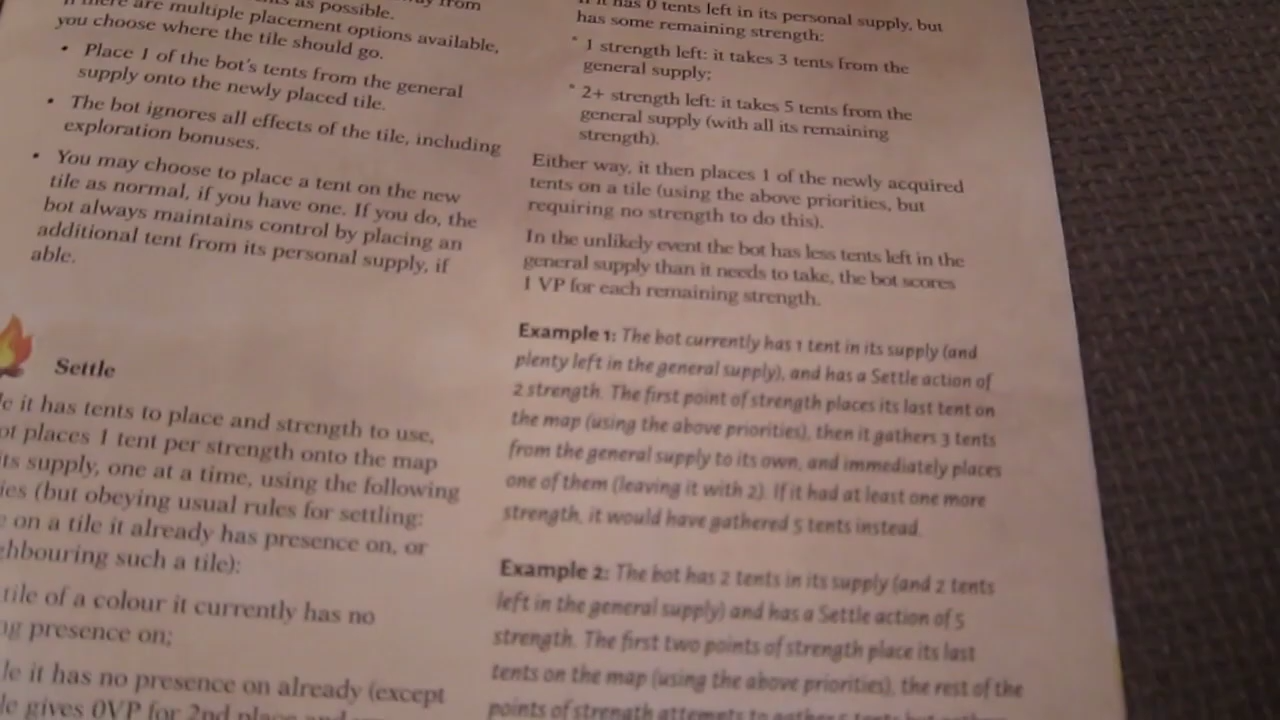 as possible.
are multiple placement options available,
you choose where the tile should go.
• Place 1 of the bot's tents from the general
supply onto the newly placed tile.
• The bot ignores all effects of the tile, including
exploration bonuses.
• You may choose to place a tent on the new
tile as normal, if you have one. If you do, the
bot always maintains control by placing an
additional tent from its personal supply, if
able.
Settle
it has tents to place and strength to use,
places 1 tent per strength onto the map
its supply, one at a time, using the following
(but obeying usual rules for settling:
on a tile it already has presence on, or
such a tile):
tile of a colour it currently has no
presence on;
it has no presence on already (except
gives 0VP for 2nd place and
it has 0 tents left in its personal supply, but
has some remaining strength:
* 1 strength left: it takes 3 tents from the
general supply;
* 2+ strength left: it takes 5 tents from the
general supply (with all its remaining
strength).
Either way, it then places 1 of the newly acquired
tents on a tile (using the above priorities, but
requiring no strength to do this).
In the unlikely event the bot has less tents left in the
general supply than it needs to take, the bot scores
1 VP for each remaining strength.
Example 1: The bot currently has 1 tent in its supply (and
plenty left in the general supply), and has a Settle action of
2 strength. The first point of strength places its last tent on
the map (using the above priorities), then it gathers 3 tents
from the general supply to its own, and immediately places
one of them (leaving it with 2). If it had at least one more
strength, it would have gathered 5 tents instead.
Example 2: The bot has 2 tents in its supply (and 2 tents
left in the general supply) and has a Settle action of 5
strength. The first two points of strength place its last
tents on the map (using the above priorities), the rest of the
points of strength attempts to gather 5 tents but